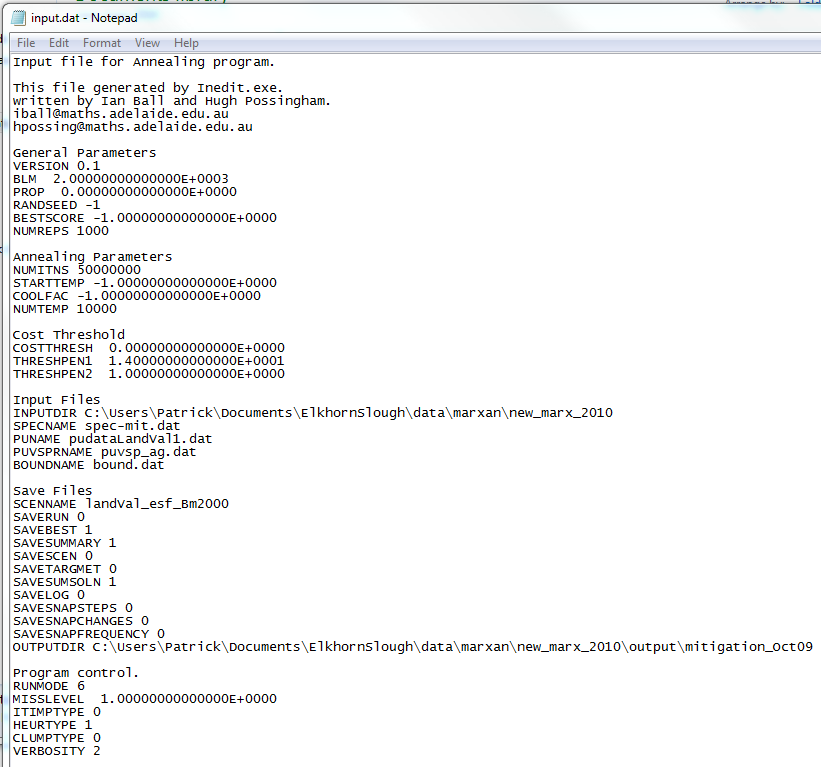 input.dat - Notepad
File Edit Format View Help
Input file for Annealing program.
This file generated by Inedit.exe.
written by Ian Ball and Hugh Possingham.
iball@maths.adelaide.edu.au
hpossing@maths.adelaide.edu.au
General Parameters
VERSION 0.1
BLM  2.00000000000000E+0003
PROP  0.00000000000000E+0000
RANDSEED -1
BESTSCORE -1.00000000000000E+0000
NUMREPS 1000
Annealing Parameters
NUMITNS 50000000
STARTTEMP -1.00000000000000E+0000
COOLFAC -1.00000000000000E+0000
NUMTEMP 10000
Cost Threshold
COSTTHRESH  0.00000000000000E+0000
THRESHPEN1  1.40000000000000E+0001
THRESHPEN2  1.00000000000000E+0000
Input Files
INPUTDIR C:\Users\Patrick\Documents\ElkhornSlough\data\marxan\new_marx_2010
SPECNAME spec-mit.dat
PUNAME pudataLandVal1.dat
PUVSPRNAME puvsp_ag.dat
BOUNDNAME bound.dat
Save Files
SCENNAME landval_esf_Bm2000
SAVERUN 0
SAVEBEST 1
SAVESUMMARY 1
SAVESCEN 0
SAVETARGMET 0
SAVESUMSOLN 1
SAVELOG 0
SAVESNAPSTEPS 0
SAVESNAPCHANGES 0
SAVESNAPFREQUENCY 0
OUTPUTDIR C:\Users\Patrick\Documents\ElkhornSlough\data\marxan\new_marx_2010\output\mitigation_Oct09
Program control.
RUNMODE 6
MISSLEVEL  1.00000000000000E+0000
ITIMPTYPE 0
HEURTYPE 1
CLUMPTYPE 0
VERBOSITY 2